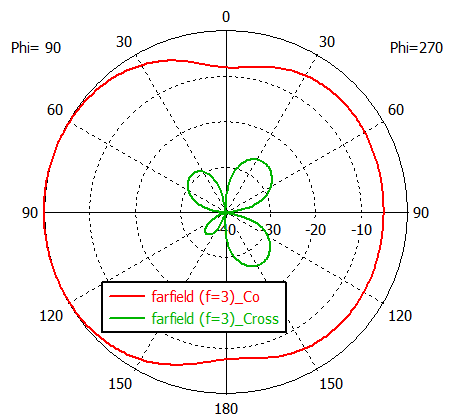 0
Phi= 90 30 30 Phi=270
60 60
90 -40 -30 -20 -10 90
farfield (f=3)_Co
farfield (f=3)_Cross
120 120
150 150
180